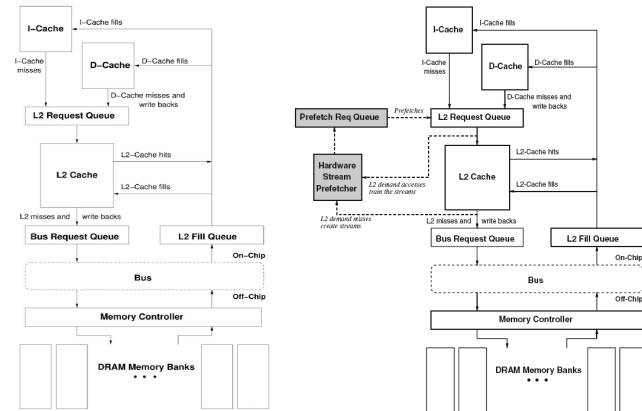 I-Cache
I-Cache fills
I-Cache
misses
D-Cache
D-Cache fills
D-Cache misses and
write backs
L2 Request Queue
L2 Cache
L2-Cache hits
L2-Cache fills
L2 misses and write backs
Bus Request Queue
L2 Fill Queue
On-Chip
Bus
Off-Chip
Memory Controller
DRAM Memory Banks
I-Cache
I-Cache fills
I-Cache
misses
D-Cache
D-Cache fills
D-Cache misses and
write backs
Prefetch Req Queue
Prefetches
L2 Request Queue
Hardware
Stream
Prefetcher
L2 demand accesses
train the streams
L2 Cache
L2-Cache hits
L2-Cache fills
L2 demand misses
create streams
L2 misses and write backs
Bus Request Queue
L2 Fill Queue
On-Chip
Bus
Off-Chip
Memory Controller
DRAM Memory Banks